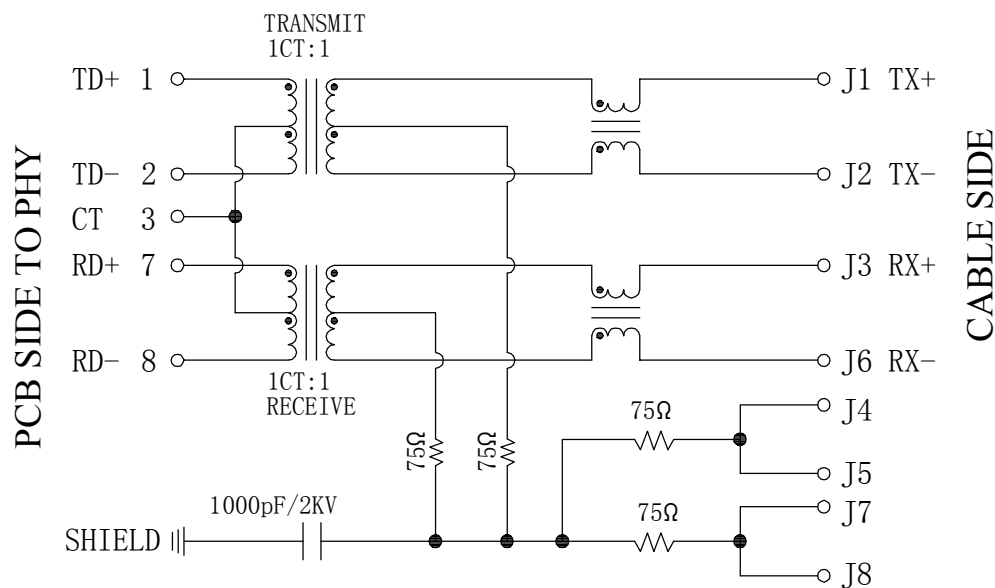 TRANSMIT
1CT:1
TD+ 1
J1 TX+
TD- 2
J2 TX-
CT 3
RD+ 7
J3 RX+
RD- 8
J6 RX-
1CT:1
RECEIVE
PCB SIDE TO PHY
CABLE SIDE
75Ω
J4
75Ω
75Ω
J5
1000pF/2KV
75Ω
J7
SHIELD
J8